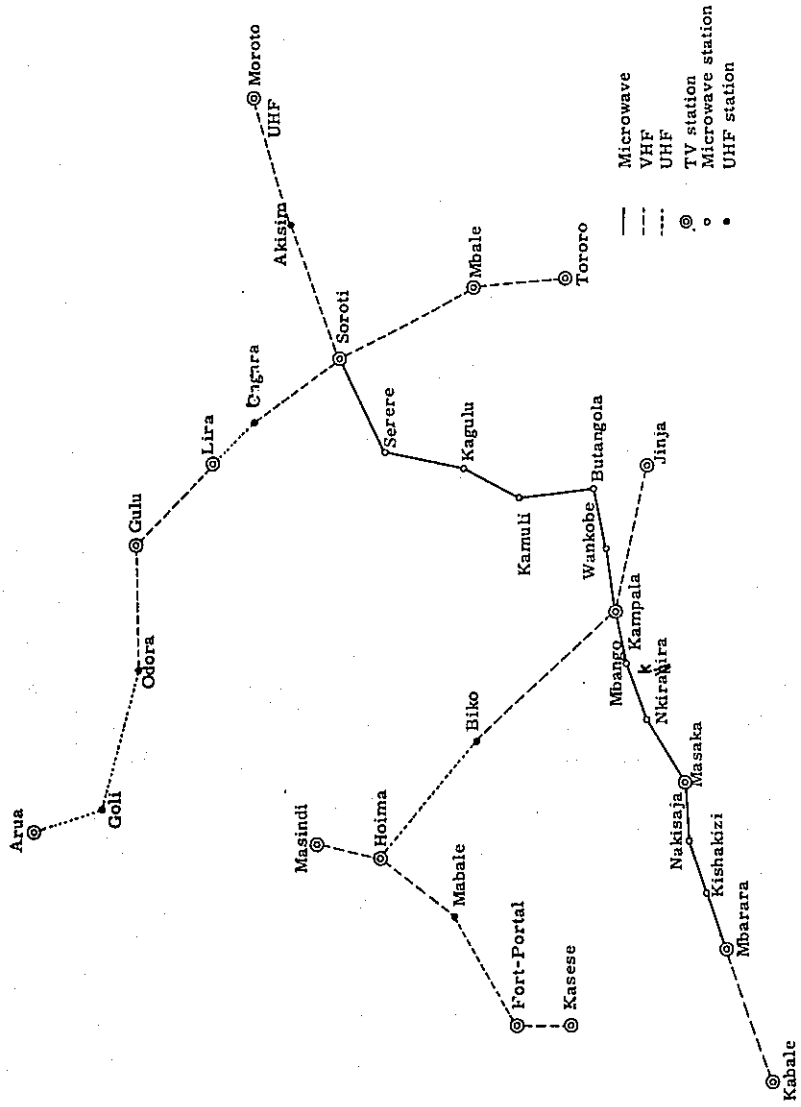 Arua
Goli
Odora
Gulu
Lira
Cngara
Soroti
Akisim
UHF
Moroto
Mbale
Tororo
Serere
Kagulu
Kamuli
Butangola
Wankobe
Jinja
Kampala
Mbango
k
Nkirankira
Masaka
Nakisaja
Kishakizi
Mbarara
Kabale
Biko
Hoima
Masindi
Mabale
Fort-Portal
Kasese
Microwave
VHF
UHF
TV station
Microwave station
UHF station